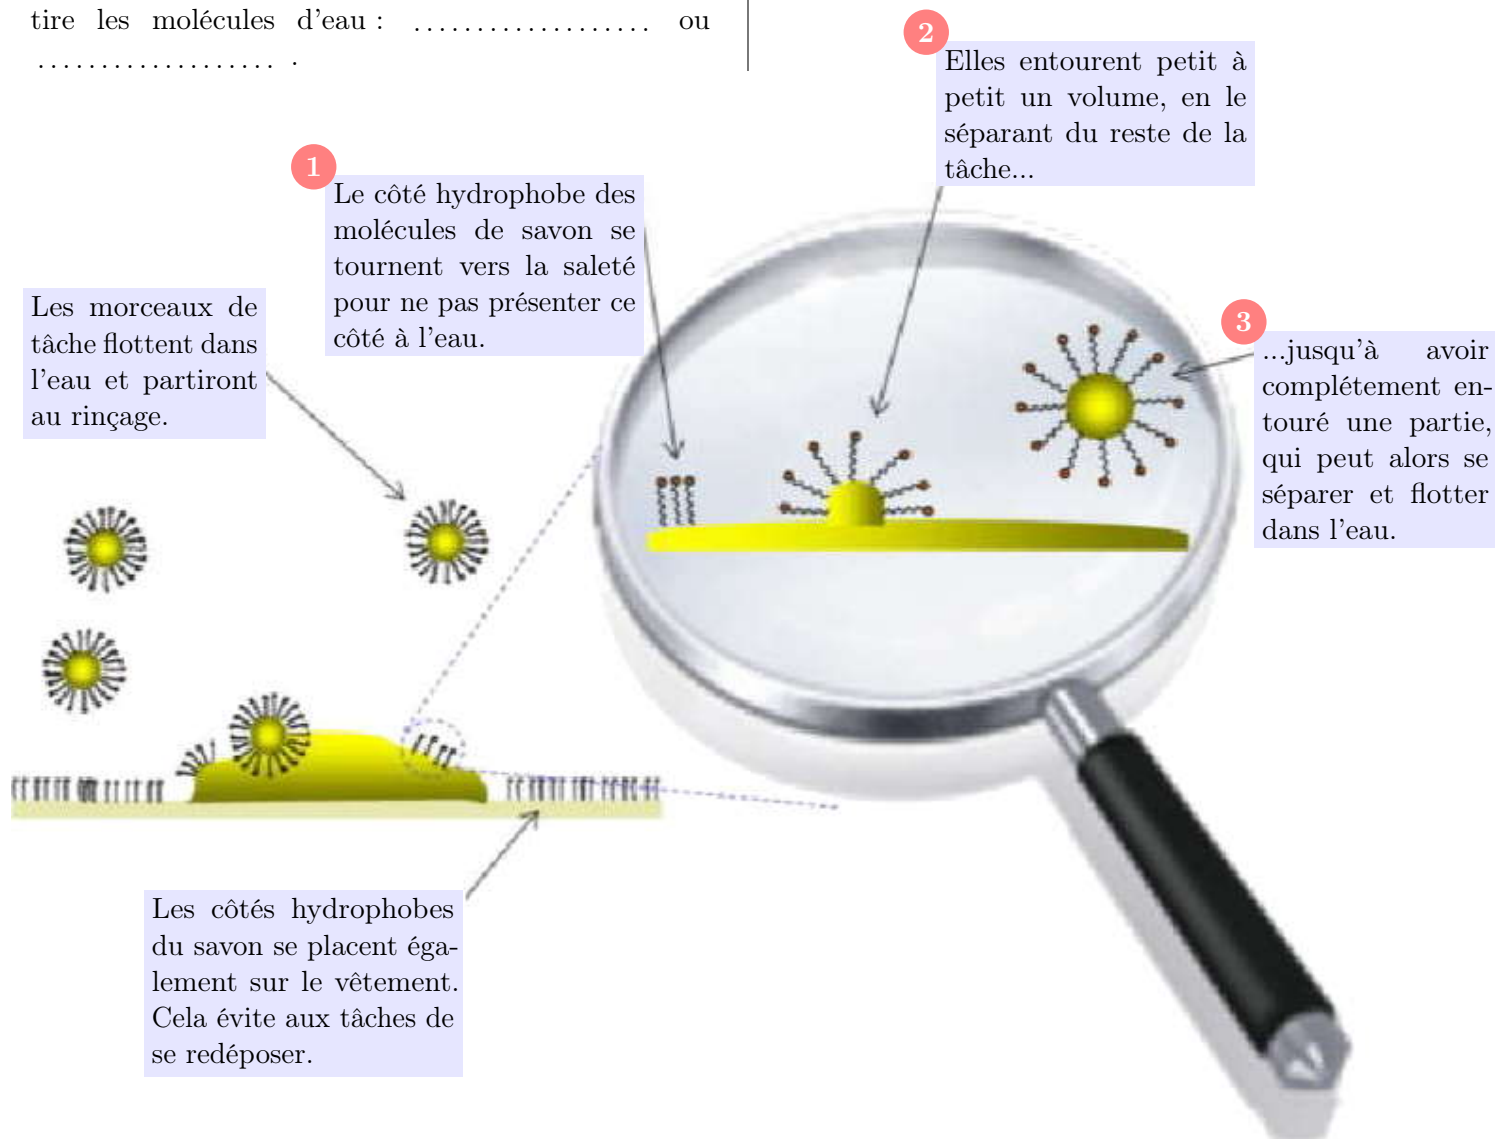 tire les molécules d'eau : ................... ou
................... .
2
Elles entourent petit à
petit un volume, en le
séparant du reste de la
tâche...
1
Le côté hydrophobe des
molécules de savon se
tournent vers la saleté
pour ne pas présenter ce
côté à l'eau.
Les morceaux de
tâche flottent dans
l'eau et partiront
au rinçage.
3
...jusqu'à avoir
complétement en-
touré une partie,
qui peut alors se
séparer et flotter
dans l'eau.
Les côtés hydrophobes
du savon se placent éga-
lement sur le vêtement.
Cela évite aux tâches de
se redéposer.